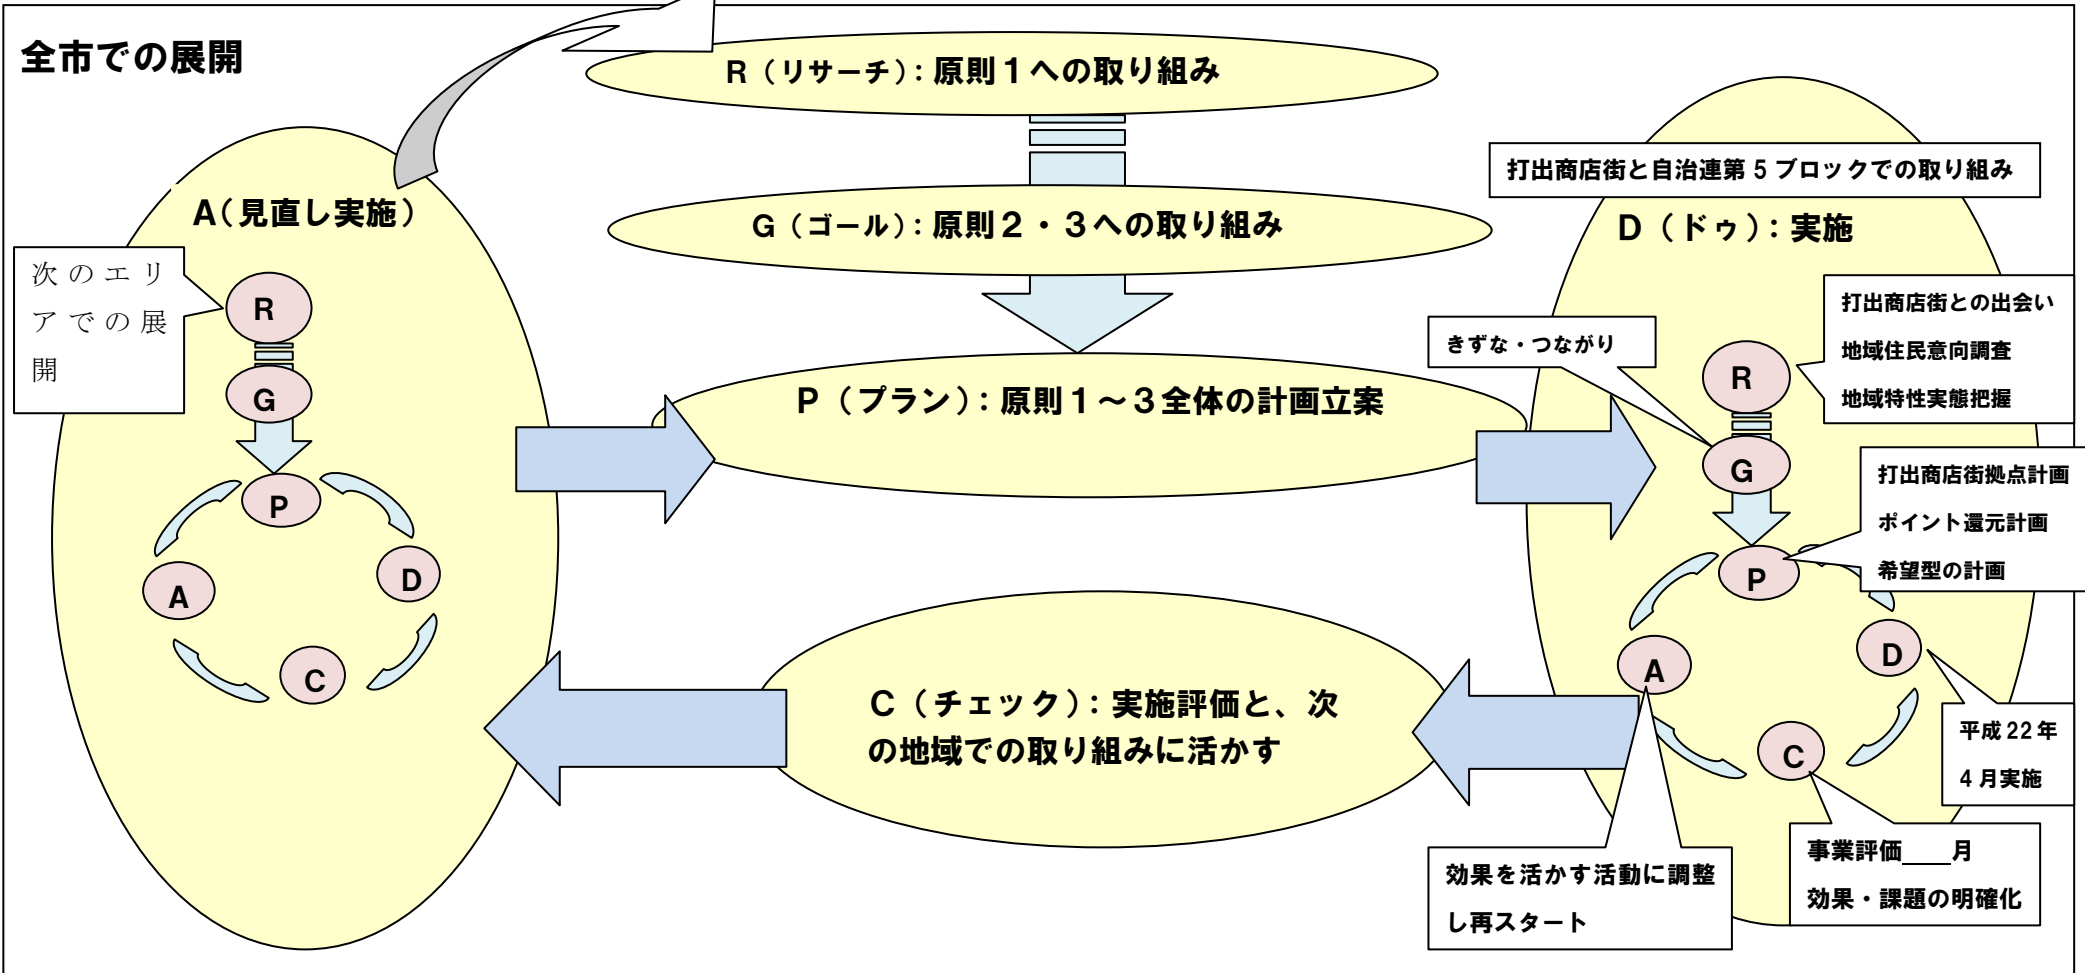 全市での展開
R（リサーチ）：原則１への取り組み
G（ゴール）：原則２・３への取り組み
P（プラン）：原則１～３全体の計画立案
C（チェック）：実施評価と、次
の地域での取り組みに活かす
A（見直し実施）
次のエリ
アでの展
開
R
G
P
D
C
A
打出商店街と自治連第５ブロックでの取り組み
D（ドゥ）：実施
打出商店街との出会い
地域住民意向調査
地域特性実態把握
きずな・つながり
R
G
打出商店街拠点計画
ポイント還元計画
希望型の計画
P
D
C
A
平成22年
4月実施
事業評価___月
効果・課題の明確化
効果を活かす活動に調整
し再スタート